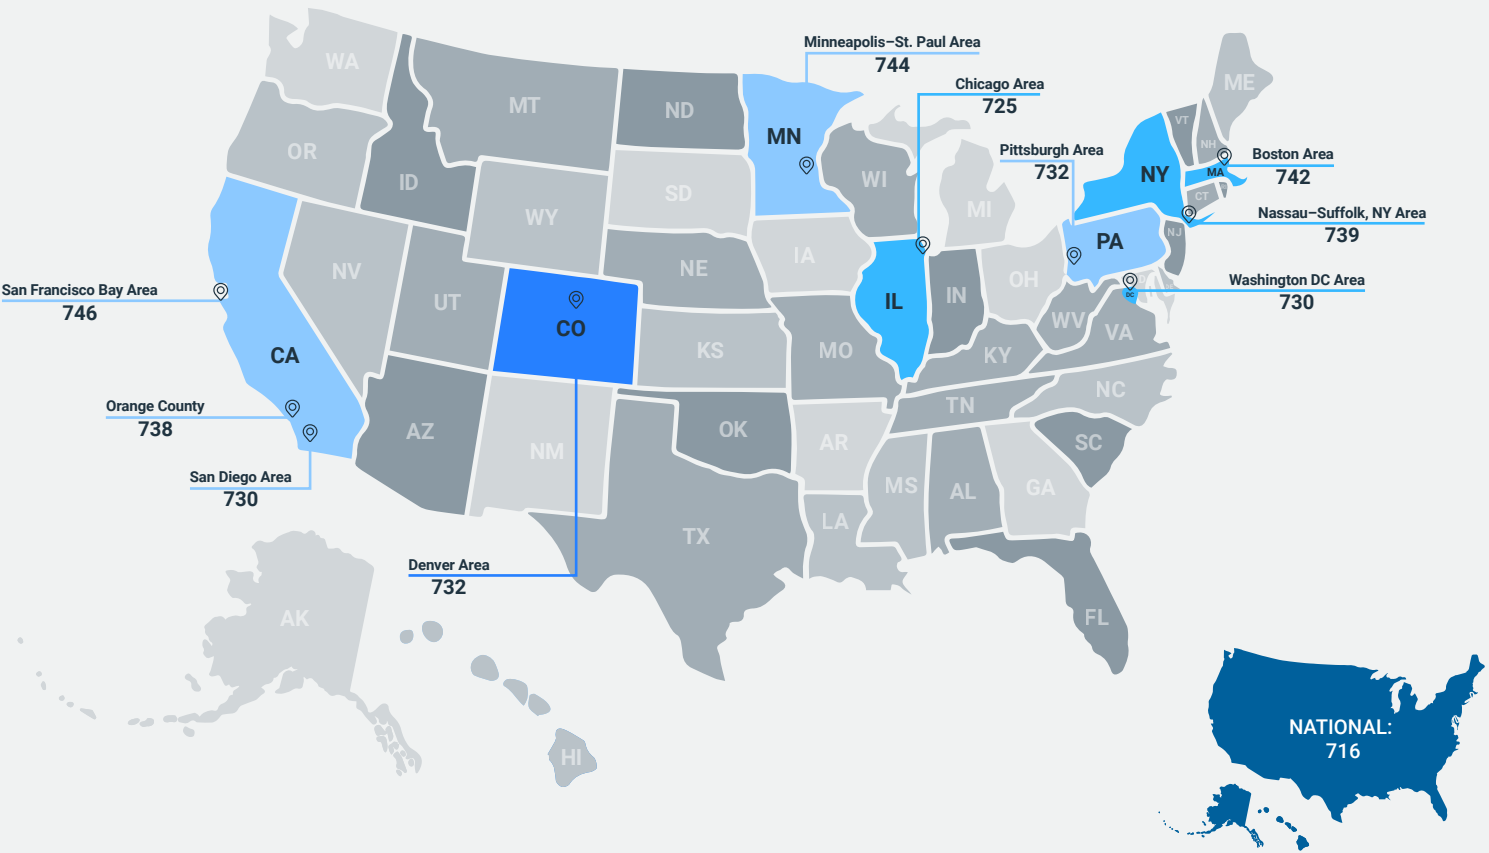 WA
MT
ND
OR
ID
WY
SD
MN
WI
MI
ME
VT
NH
NY
MA
CT
NV
UT
CO
NE
IA
IL
IN
OH
PA
NJ
CA
AZ
NM
KS
MO
KY
WV
VA
DC
OK
AR
TN
NC
TX
LA
MS
AL
GA
SC
FL
AK
HI
Minneapolis–St. Paul Area
744
Chicago Area
725
Pittsburgh Area
732
Boston Area
742
Nassau–Suffolk, NY Area
739
Washington DC Area
730
San Francisco Bay Area
746
Orange County
738
San Diego Area
730
Denver Area
732
NATIONAL:
716